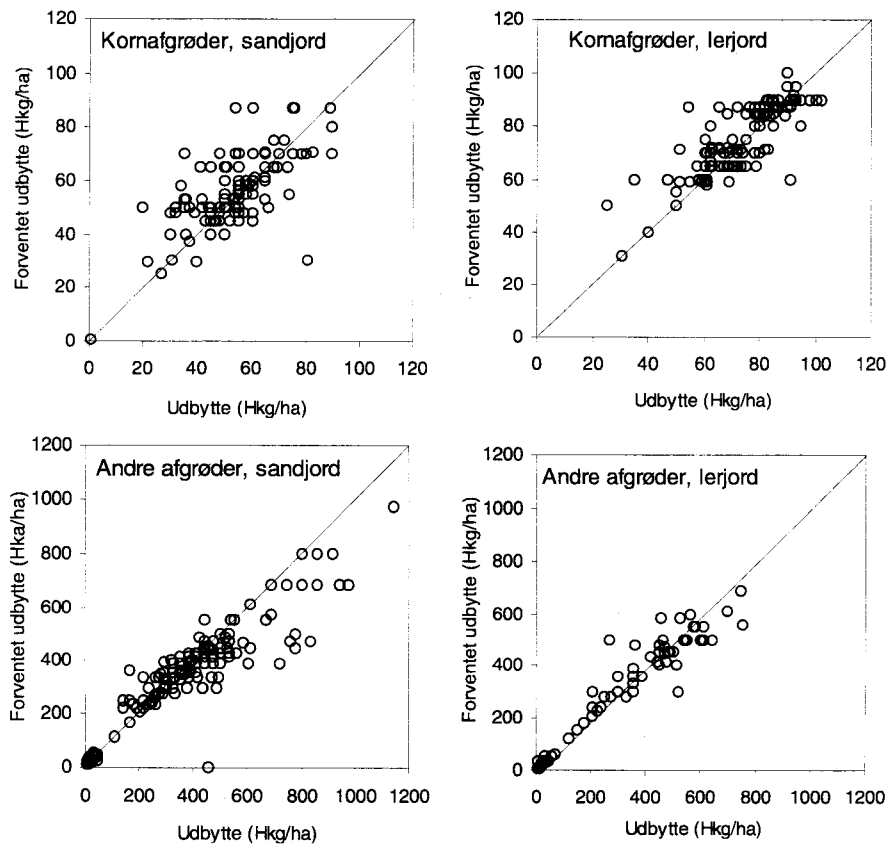 Kornafgrøder, sandjord
Forventet udbytte (Hkg/ha)
120
100
80
60
40
20
0
0 20 40 60 80 100 120
Udbytte (Hkg/ha)
Kornafgrøder, lerjord
Forventet udbytte (Hkg/ha)
120
100
80
60
40
20
0
0 20 40 60 80 100 120
Udbytte (Hkg/ha)
Andre afgrøder, sandjord
Forventet udbytte (Hka/ha)
1200
1000
800
600
400
200
0
0 200 400 600 800 1000 1200
Udbytte (Hkg/ha)
Andre afgrøder, lerjord
Forventet udbytte (Hkg/ha)
1200
1000
800
600
400
200
0
0 200 400 600 800 1000 1200
Udbytte (Hkg/ha)